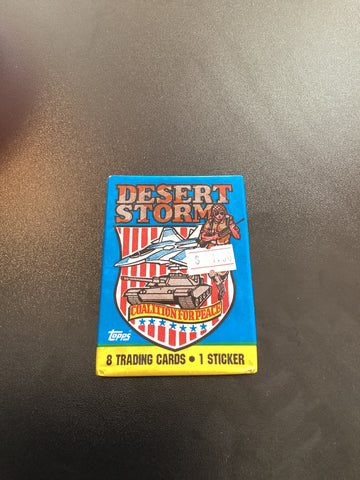 DESERT
STORM
$
COALITION FOR PEACE
Topps
8 TRADING CARDS • 1 STICKER